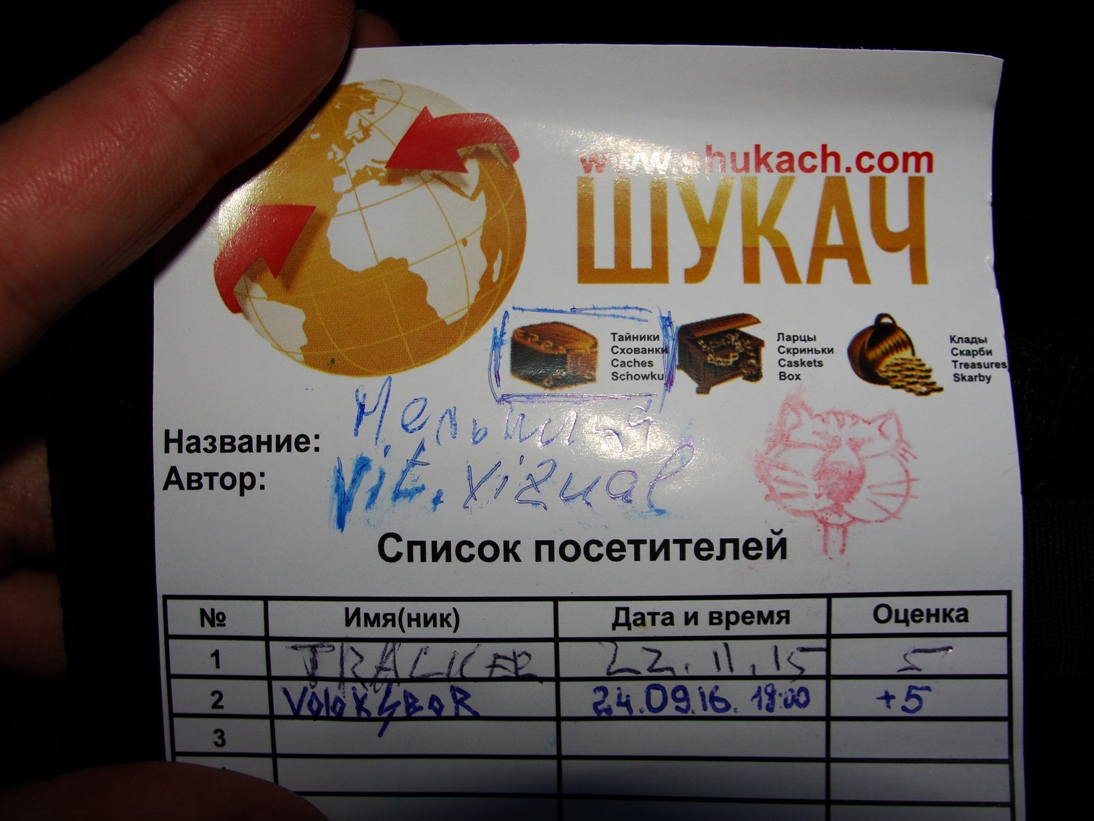 www.shukach.com
ШУКАЧ
Тайники
Схованки
Caches
Schowku
Ларцы
Скриньки
Caskets
Box
Клады
Скарби
Treasures
Skarby
Название: Мельница
Автор: Vit.Vizual
Список посетителей
№ Имя(ник) Дата и время Оценка
1 TRACKER 22.11.15 5
2 24.09.16. 18:00 +5
3